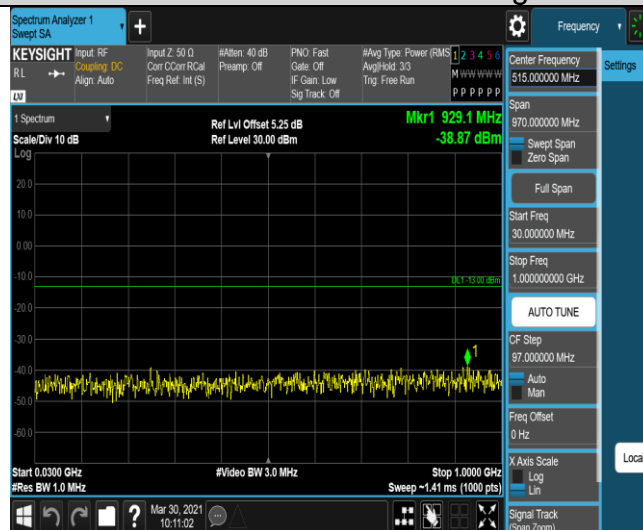 Spectrum Analyzer 1
Swept SA
+
Frequency
KEYSIGHT
RL
Input: RF
Coupling: DC
Align: Auto
Input Z: 50 Ω
Corr CCorr RCal
Freq Ref: Int (S)
#Atten: 40 dB
Preamp: Off
PNO: Fast
Gate: Off
IF Gain: Low
Sig Track: Off
#Avg Type: Power (RMS
Avg|Hold: 3/3
Trig: Free Run
1 2 3 4 5 6
M W W W W W
P P P P P P
LXI
1 Spectrum
Scale/Div 10 dB
Log
Ref Lvl Offset 5.25 dB
Ref Level 30.00 dBm
Mkr1 929.1 MHz
-38.87 dBm
20.0
10.0
0.00
-10.0
DL1 -13.00 dBm
-20.0
-30.0
-40.0
1
-50.0
-60.0
Start 0.0300 GHz
#Res BW 1.0 MHz
#Video BW 3.0 MHz
Stop 1.0000 GHz
Sweep ~1.41 ms (1000 pts)
?
Mar 30, 2021
10:11:02
Center Frequency
515.000000 MHz
Settings
Span
970.000000 MHz
Swept Span
Zero Span
Full Span
Start Freq
30.000000 MHz
Stop Freq
1.000000000 GHz
AUTO TUNE
CF Step
97.000000 MHz
Auto
Man
Freq Offset
0 Hz
X Axis Scale
Log
Lin
Local
Signal Track
(Span Zoom)